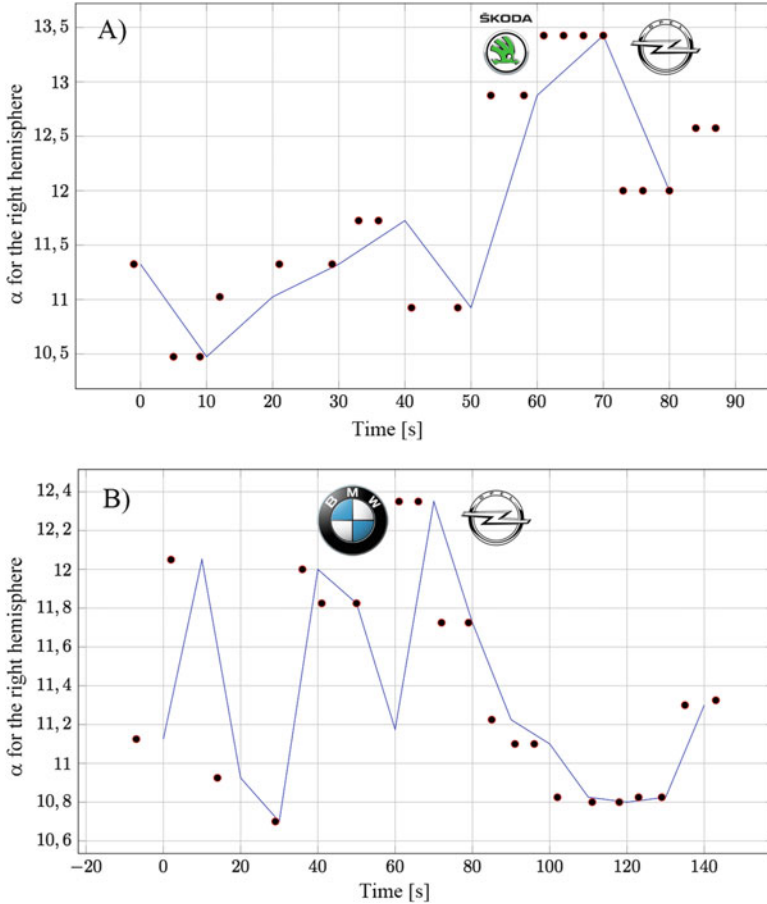 A)
ŠKODA
13,5
13
12,5
12
11,5
11
10,5
α for the right hemisphere
0 10 20 30 40 50 60 70 80 90
Time [s]
B)
BMW
12,4
12,2
12
11,8
11,6
11,4
11,2
11
10,8
10,6
α for the right hemisphere
−20 0 20 40 60 80 100 120 140
Time [s]